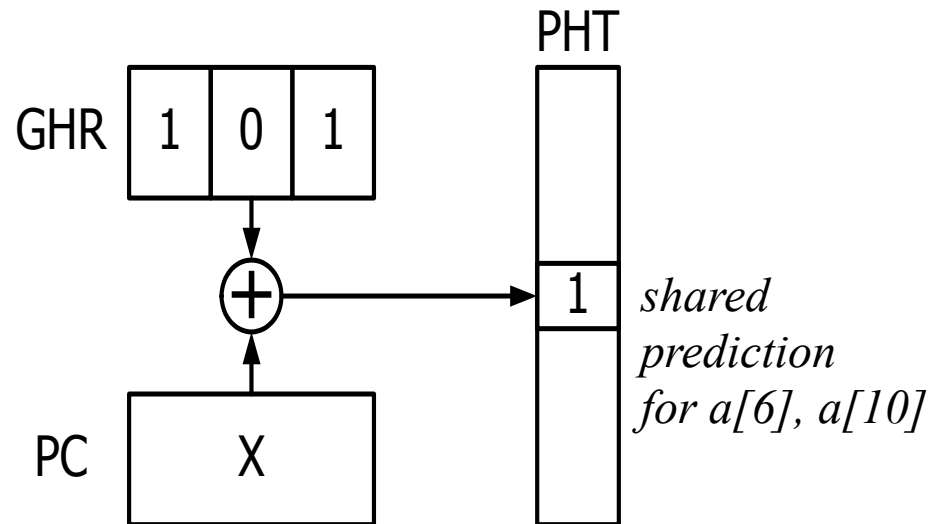 PHT
GHR 1 0 1
1
shared
prediction
for a[6], a[10]
PC X